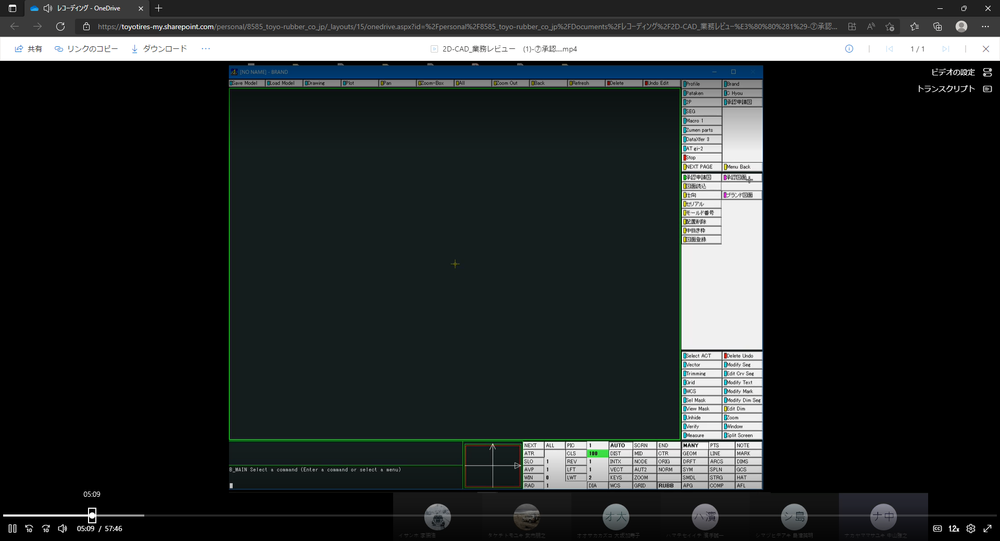 レコーディング - OneDrive
https://toyotires-my.sharepoint.com/personal/8585_toyo-rubber_co_jp/_layouts/15/onedrive.aspx?id=%2Fpersonal%2F8585_toyo-rubber_co_jp%2FDocuments%2Fレコーディング%2F2D-CAD_業務レビュー%E3%80%80%281%29-⑦承認...
共有 リンクのコピー ダウンロード ...
2D-CAD_業務レビュー　(1)-⑦承認....mp4
1 / 1
ビデオの設定
トランスクリプト
[NO NAME] - BRAND
Save Model Load Model Drawing Plot Pan Zoom-Box All Zoom Out Back Refresh Delete Undo Edit
Profile Brand
Pataken C Hyou
2P 承認申請図
SEG
Macro 1
Zumen parts
DataXfer 3
AT gi-2
Stop
NEXT PAGE Menu Back
承認申請図 承認図面
図面読込
仕向 ブランド図面
セリアル
モールド番号
配置削除
中抜き枠
図面登録
Select ACT Delete Undo
Vector Modify Seg
Trimming Edit Crv Seg
Grid Modify Text
WCS Modify Mark
Sel Mask Modify Dim Seg
View Mask Edit Dim
Unhide Zoom
Verify Window
Measure Split Screen
NEXT ALL PIC 1 AUTO SCRN END MANY PTS NOTE
ATR CLS 100 DIST MID CTR GEOM LINE MARK
SLO 1 REV 1 INTX NODE ORIG DRFT ARCS DIMS
AVP 1 LFT 1 VECT AUT2 NORM SYM SPLN GCS
WIN 0 LWT 2 KEYS ZOOM SMDL STRG HAT
RAD 1 DIA WCS GRID RUBB APG COMP AFL
B_MAIN Select a command (Enter a command or select a menu)
05:09
オ大 ハ濱 シ島 ナ中
イサンホ 李珊浩 タケチトモユキ 武市朋之 オオサカカズコ 大坂加寿子 ハマテセイイチ 濱手誠一 シマヅヒデアキ 島津英明 ナカヤママサユキ 中山雅之
10 10 05:09 / 57:46
CC 1.2x